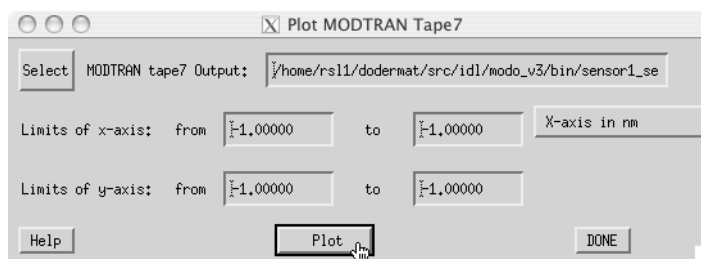 Plot MODTRAN Tape7
Select MODTRAN tape7 Output: /home/rsl1/dodermat/src/idl/modo_v3/bin/sensor1_se
Limits of x-axis: from -1.00000 to -1.00000 X-axis in nm
Limits of y-axis: from -1.00000 to -1.00000
Help Plot DONE